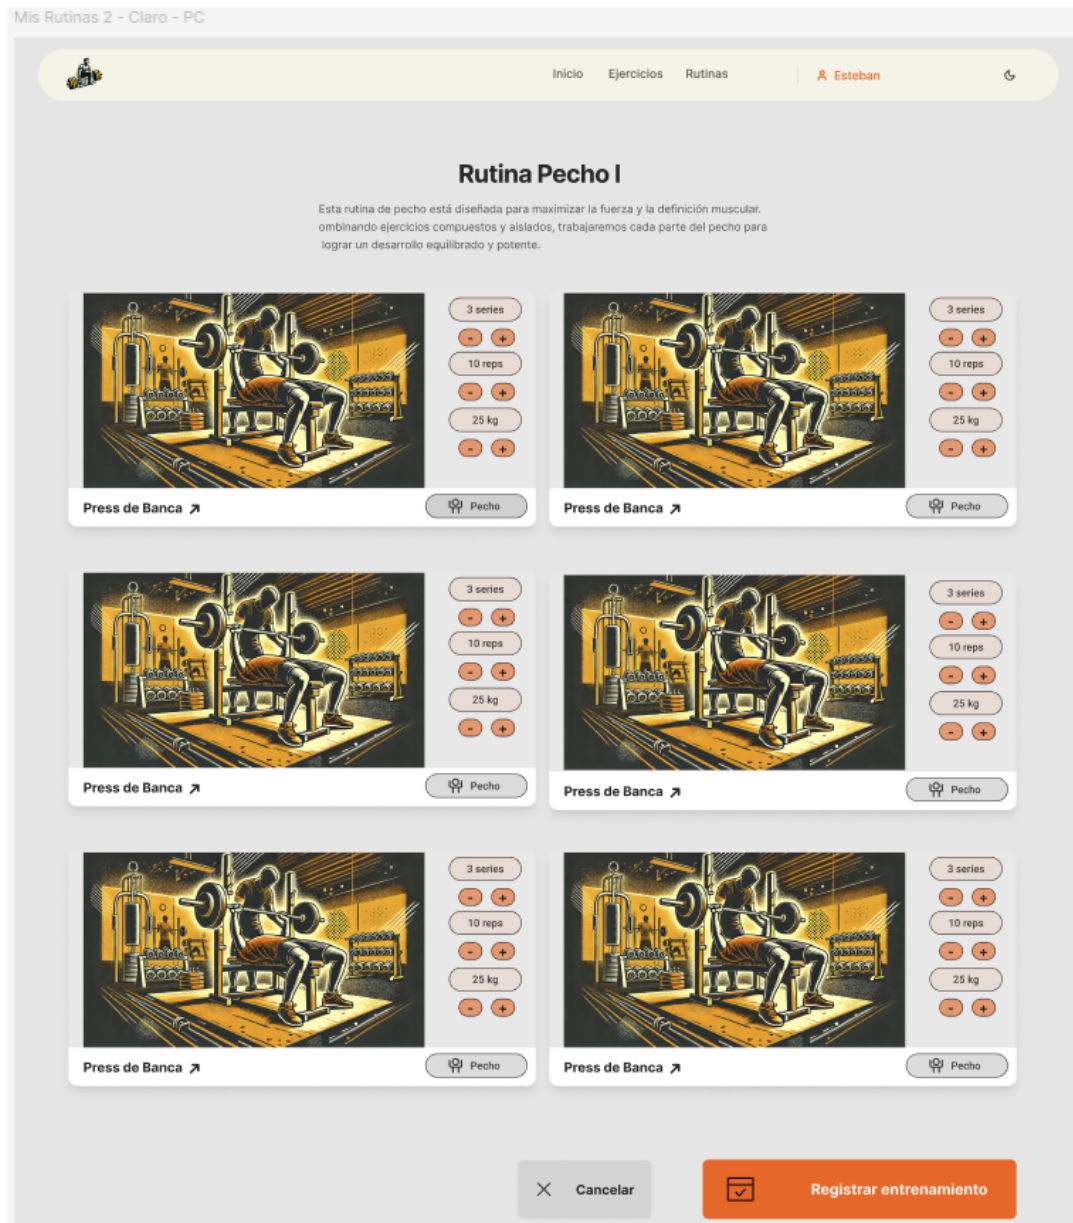 Mis Rutinas 2 - Claro - PC
Inicio Ejercicios Rutinas Esteban
Rutina Pecho I
Esta rutina de pecho está diseñada para maximizar la fuerza y la definición muscular.
ombinando ejercicios compuestos y aislados, trabajaremos cada parte del pecho para
lograr un desarrollo equilibrado y potente.
3 series
- +
10 reps
- +
25 kg
- +
Press de Banca Pecho
3 series
- +
10 reps
- +
25 kg
- +
Press de Banca Pecho
3 series
- +
10 reps
- +
25 kg
- +
Press de Banca Pecho
3 series
- +
10 reps
- +
25 kg
- +
Press de Banca Pecho
3 series
- +
10 reps
- +
25 kg
- +
Press de Banca Pecho
3 series
- +
10 reps
- +
25 kg
- +
Press de Banca Pecho
Cancelar Registrar entrenamiento